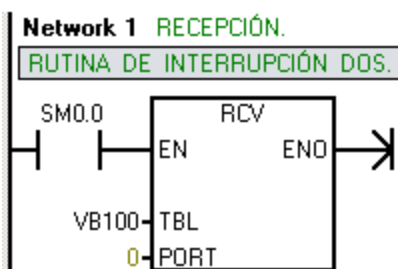 Network 1 RECEPCIÓN.
RUTINA DE INTERRUPCIÓN DOS.
SM0.0
RCV
EN ENO
VB100 TBL
0 PORT